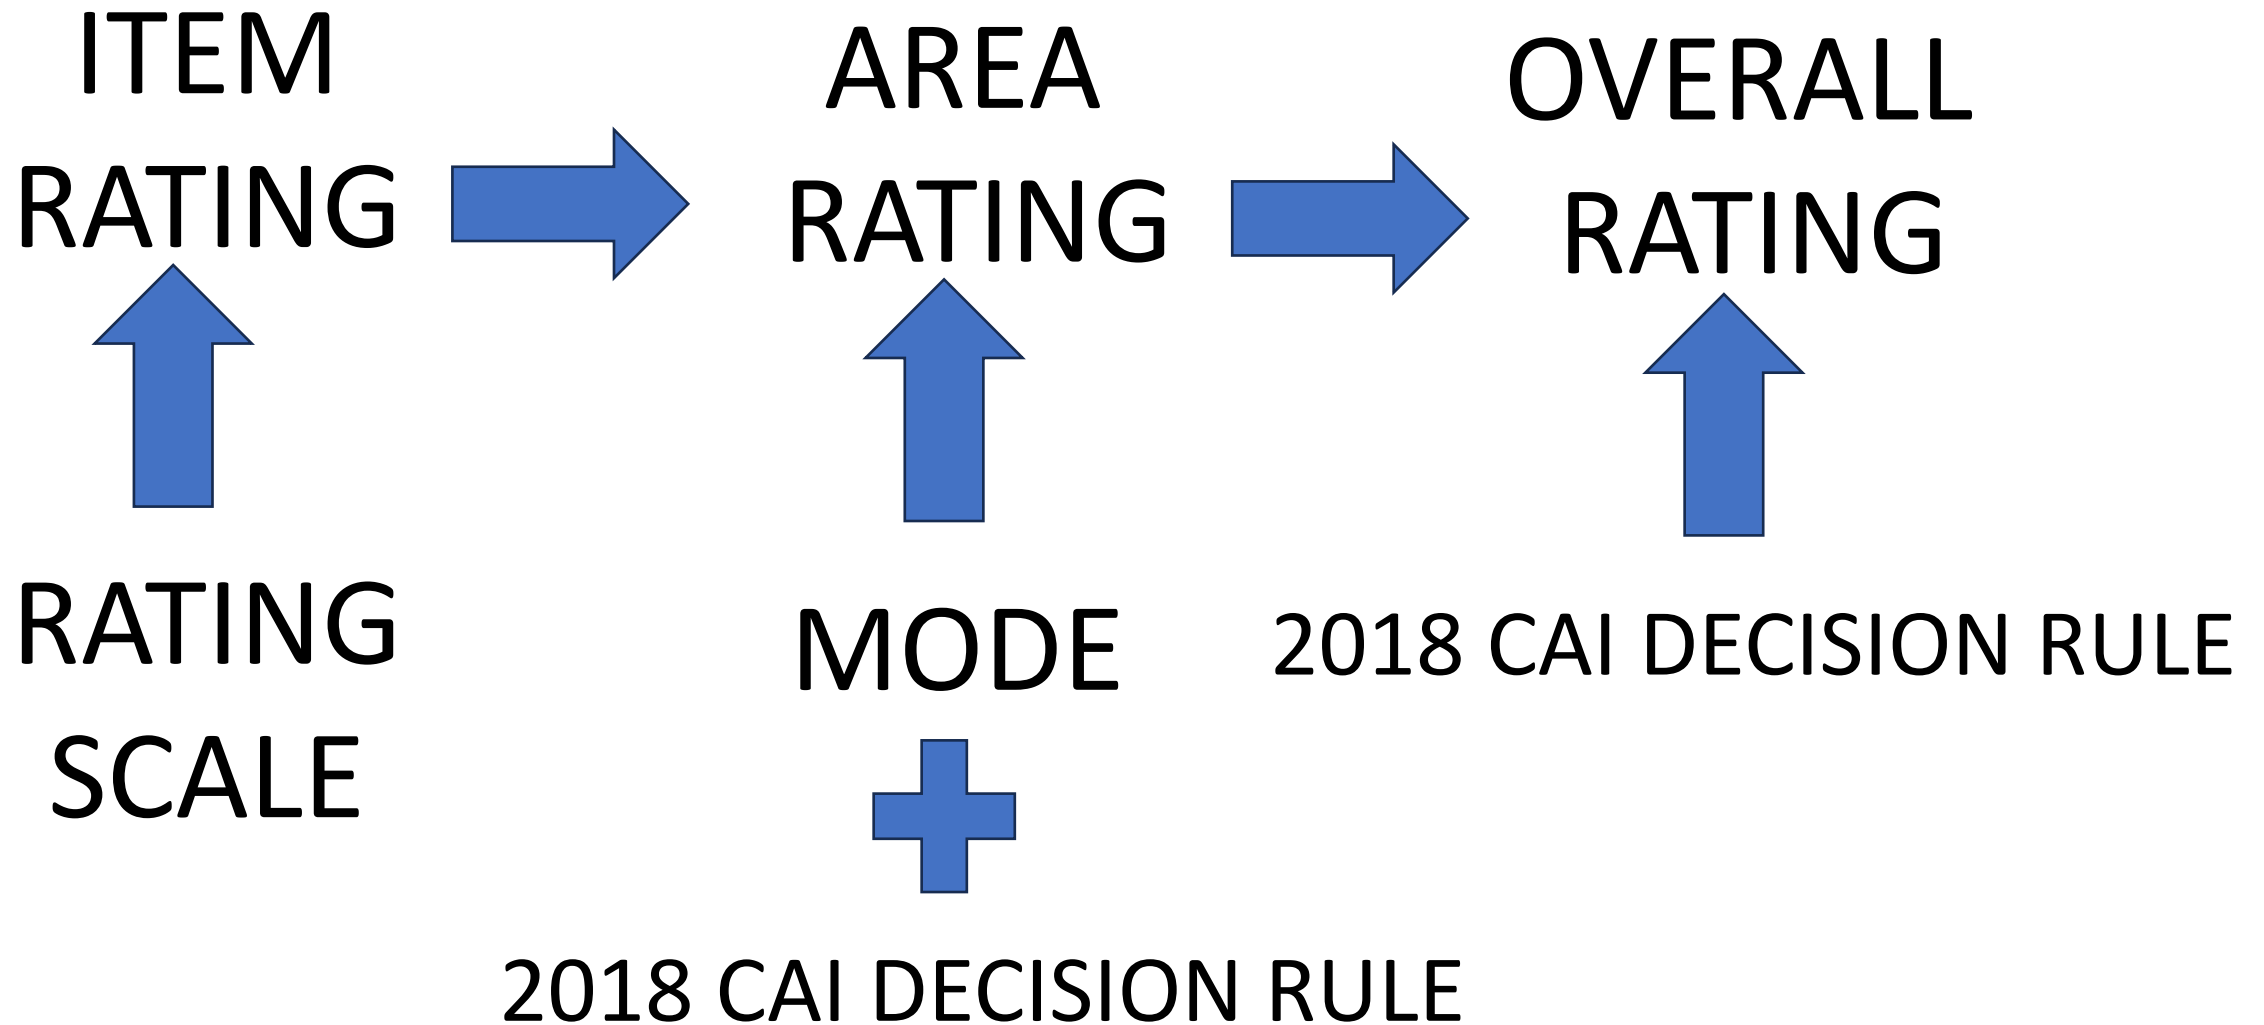 ITEM
RATING
AREA
RATING
OVERALL
RATING
RATING
SCALE
MODE
2018 CAI DECISION RULE
2018 CAI DECISION RULE